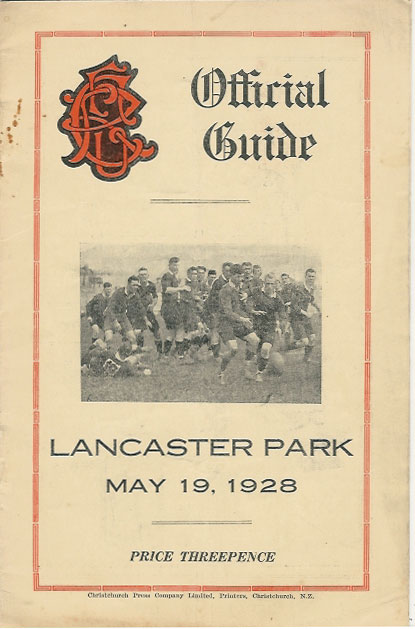 Official
Guide
LANCASTER PARK
MAY 19, 1928
PRICE THREEPENCE
Christchurch Press Company Limited, Printers, Christchurch, N.Z.